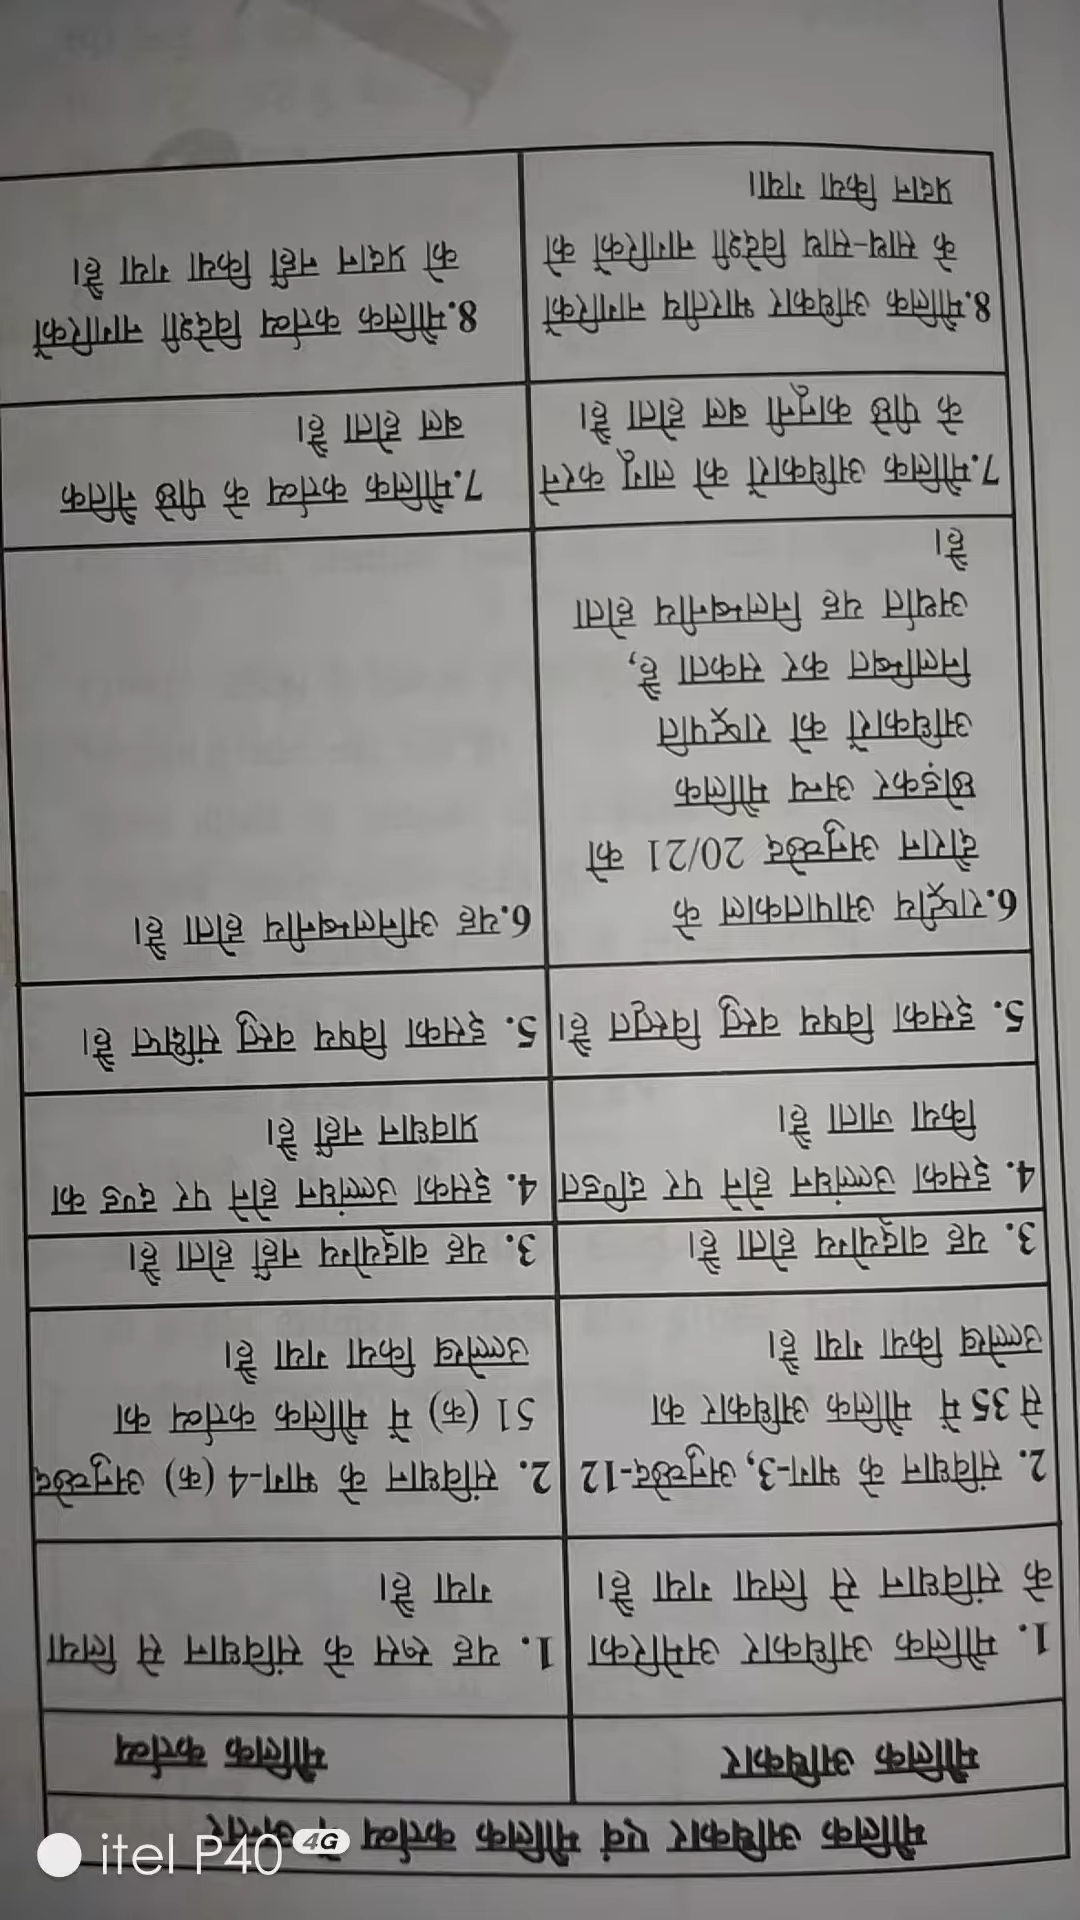 मौलिक अधिकार एवं मौलिक कर्त्तव्य में अन्तर
मौलिक अधिकार
मौलिक कर्त्तव्य
1. मौलिक अधिकार अमेरिका
के संविधान से लिया गया है।
1. यह रूस के संविधान से लिया
गया है।
2. संविधान के भाग-3, अनुच्छेद-12
से 35 में मौलिक अधिकार का
उल्लेख किया गया है।
2. संविधान के भाग-4 (क) अनुच्छेद
51 (क) में मौलिक कर्त्तव्य का
उल्लेख किया गया है।
3. यह वाद्योग्य होता है।
3. यह वाद्योग्य नहीं होता है।
4. इसका उल्लंघन होने पर दण्डित
किया जाता है।
4. इसका उल्लंघन होने पर दण्ड का
प्रावधान नहीं है।
5. इसका विषय वस्तु विस्तृत है।
5. इसका विषय वस्तु संक्षिप्त है।
6.राष्ट्रीय आपातकाल के
दौरान अनुच्छेद 20/21 को
छोड़कर अन्य मौलिक
अधिकारों को राष्ट्रपति
निलम्बित कर सकता है,
अर्थात यह निलम्बनीय होता
है।
6.यह अनिलम्बनीय होता है।
7.मौलिक अधिकारों को लागू करने
के पीछे कानूनी बल होता है।
7.मौलिक कर्त्तव्य के पीछे नैतिक
बल होता है।
8.मौलिक अधिकार भारतीय नागरिकों
के साथ-साथ विदेशी नागरिकों को
प्रदान किया गया।
8.मौलिक कर्त्तव्य विदेशी नागरिकों
को प्रदान नहीं किया गया है।
itel P40 4G